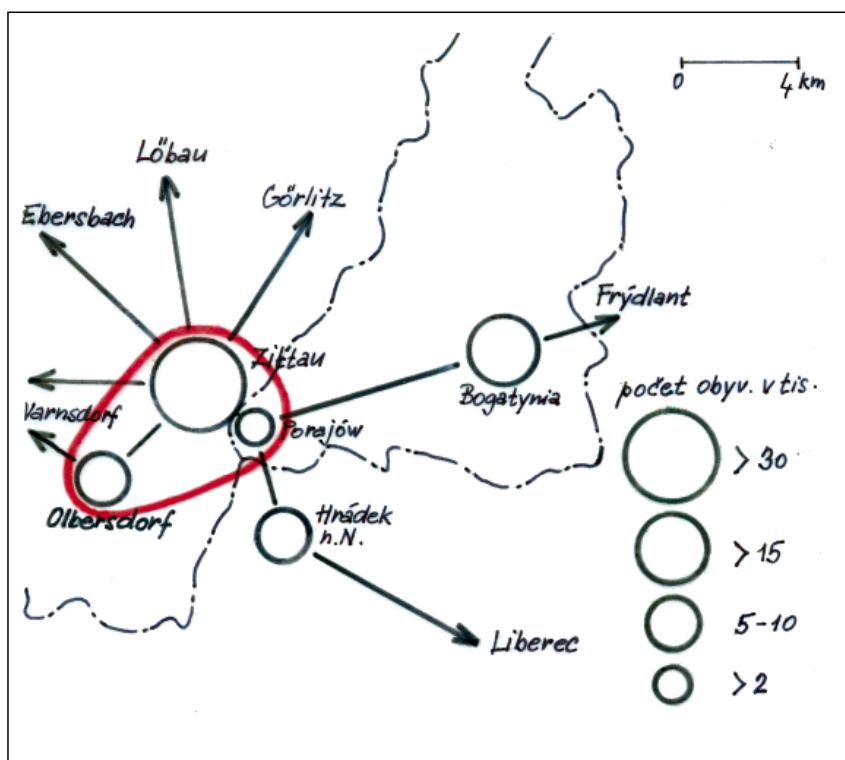 0 4 km
Löbau
Görlitz
Ebersbach
Frýdlant
Zittau
Bogatynia
počet obyv. v tis.
Varnsdorf
Porajów
> 30
Olbersdorf
Hrádek
n.N.
> 15
5-10
Liberec
> 2